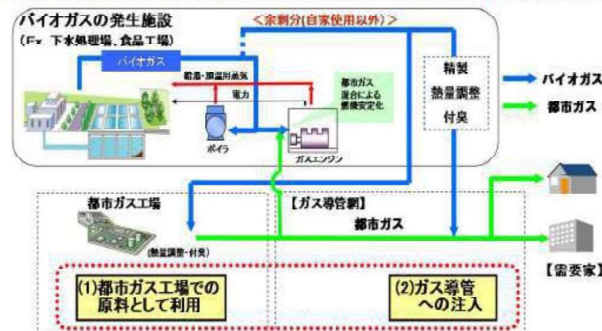 バイオガスの発生施設
(Ex 下水処理場、食品工場)
<余剰分(自家使用以外)>
バイオガス
給湯・加温用蒸気
電力
都市ガス
混合による
燃焼安定化
ボイラ
ガスエンジン
精製
熱量調整
付臭
バイオガス
都市ガス
都市ガス工場
(熱量調整・付臭)
【ガス導管網】
都市ガス
【需要家】
(1)都市ガス工場での
原料として利用
(2)ガス導管
への注入